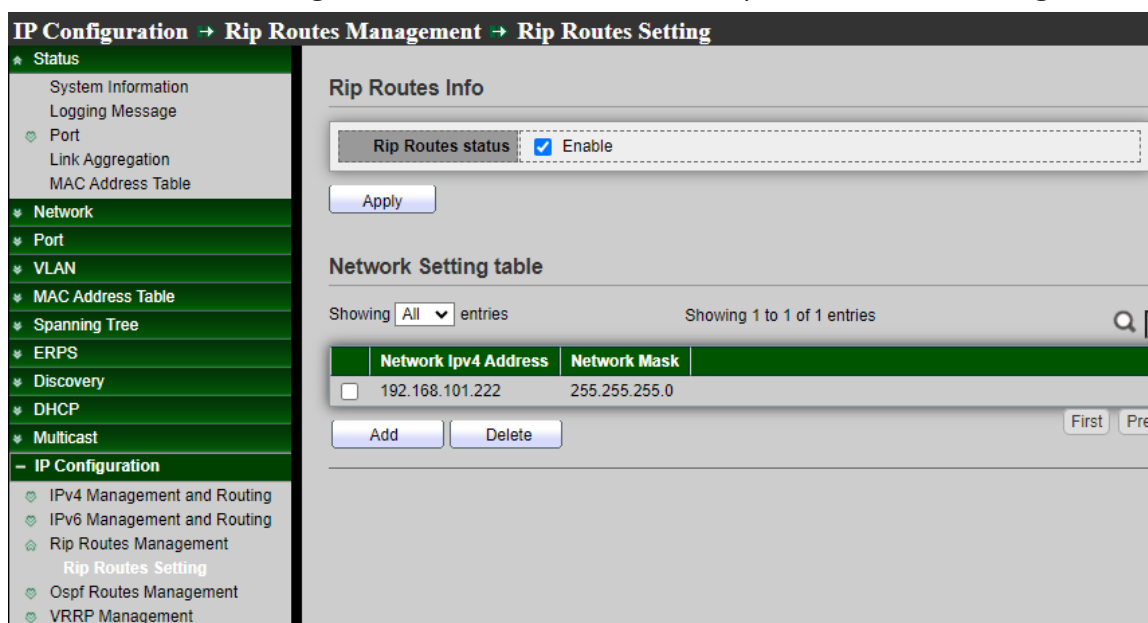 IP Configuration → Rip Routes Management → Rip Routes Setting
Status
System Information
Logging Message
Port
Link Aggregation
MAC Address Table
Network
Port
VLAN
MAC Address Table
Spanning Tree
ERPS
Discovery
DHCP
Multicast
IP Configuration
IPv4 Management and Routing
IPv6 Management and Routing
Rip Routes Management
Rip Routes Setting
Ospf Routes Management
VRRP Management
Rip Routes Info
Rip Routes status Enable
Apply
Network Setting table
Showing All entries Showing 1 to 1 of 1 entries
Network Ipv4 Address Network Mask
192.168.101.222 255.255.255.0
Add Delete First Pre